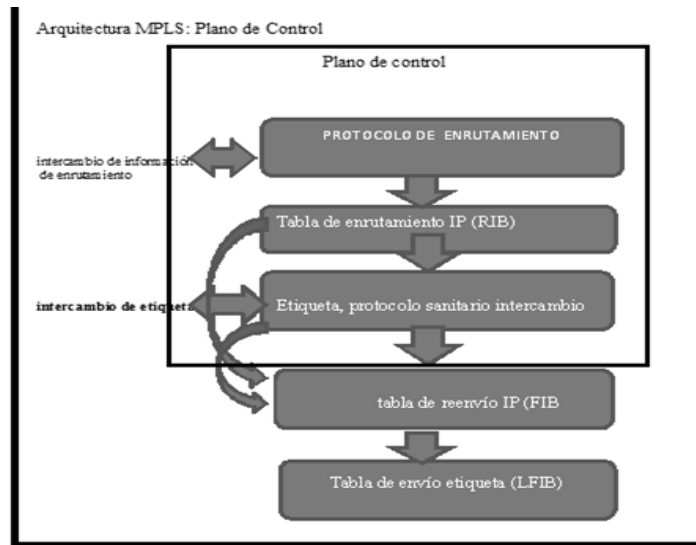 Arquitectura MPLS: Plano de Control
Plano de control
PROTOCOLO DE ENRUTAMIENTO
intercambio de información
de enrutamiento
Tabla de enrutamiento IP (RIB)
intercambio de etiqueta
Etiqueta, protocolo sanitario intercambio
tabla de reenvío IP (FIB
Tabla de envío etiqueta (LFIB)